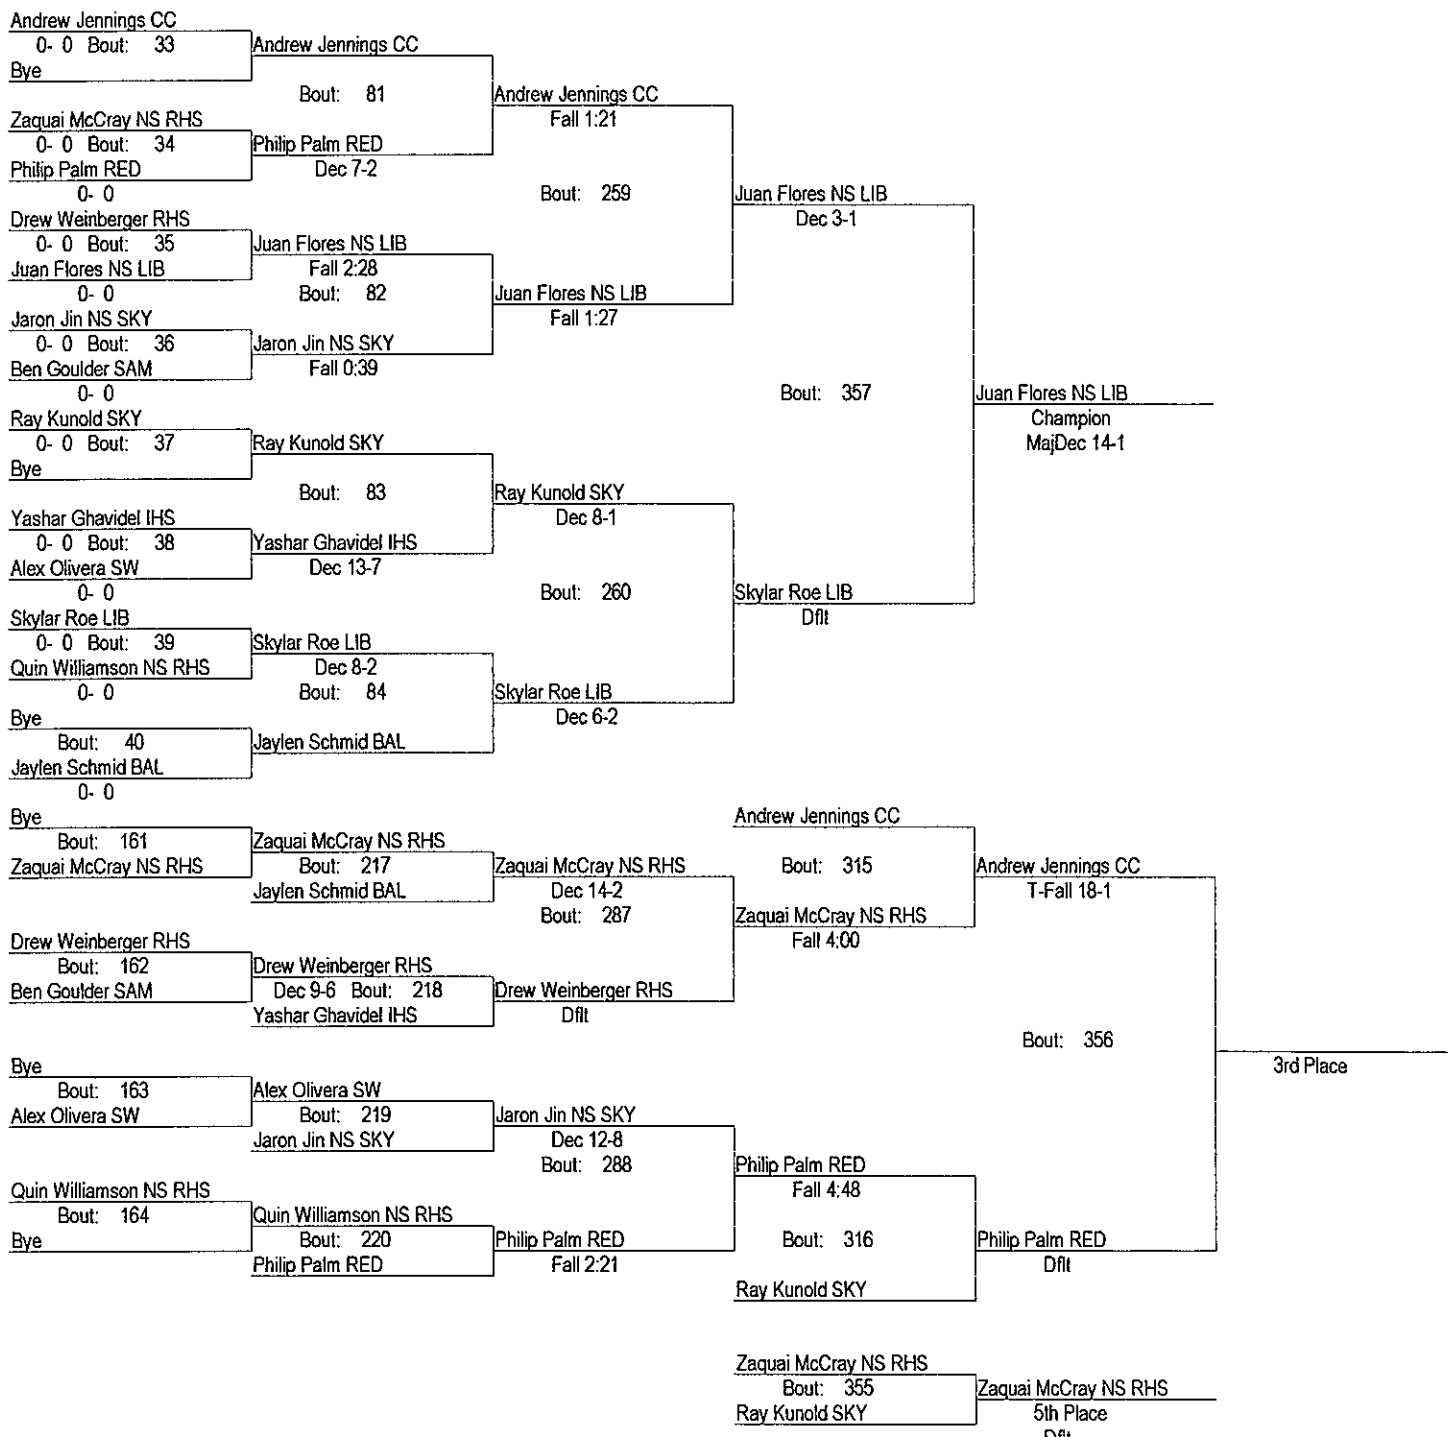 Andrew Jennings CC
0- 0 Bout: 33
Andrew Jennings CC
Bye
Bout: 81
Andrew Jennings CC
Fall 1:21
Zaquai McCray NS RHS
0- 0 Bout: 34
Philip Palm RED
Dec 7-2
Philip Palm RED
0- 0
Bout: 259
Juan Flores NS LIB
Dec 3-1
Drew Weinberger RHS
0- 0 Bout: 35
Juan Flores NS LIB
Fall 2:28
Juan Flores NS LIB
0- 0
Bout: 82
Juan Flores NS LIB
Fall 1:27
Jaron Jin NS SKY
0- 0 Bout: 36
Jaron Jin NS SKY
Fall 0:39
Ben Goulder SAM
0- 0
Bout: 357
Juan Flores NS LIB
Champion
MajDec 14-1
Ray Kunold SKY
0- 0 Bout: 37
Ray Kunold SKY
Bye
Bout: 83
Ray Kunold SKY
Dec 8-1
Yashar Ghavidel IHS
0- 0 Bout: 38
Yashar Ghavidel IHS
Dec 13-7
Alex Olivera SW
0- 0
Bout: 260
Skylar Roe LIB
Dflt
Skylar Roe LIB
0- 0 Bout: 39
Skylar Roe LIB
Dec 8-2
Quin Williamson NS RHS
0- 0
Bout: 84
Skylar Roe LIB
Dec 6-2
Bye
Bout: 40
Jaylen Schmid BAL
Jaylen Schmid BAL
0- 0
Bye
Bout: 161
Zaquai McCray NS RHS
Zaquai McCray NS RHS
Bout: 217
Jaylen Schmid BAL
Zaquai McCray NS RHS
Dec 14-2
Bout: 287
Andrew Jennings CC
Bout: 315
Zaquai McCray NS RHS
Fall 4:00
Andrew Jennings CC
T-Fall 18-1
Drew Weinberger RHS
Bout: 162
Ben Goulder SAM
Drew Weinberger RHS
Dec 9-6 Bout: 218
Yashar Ghavidel IHS
Drew Weinberger RHS
Dflt
Bout: 356
3rd Place
Bye
Bout: 163
Alex Olivera SW
Alex Olivera SW
Bout: 219
Jaron Jin NS SKY
Jaron Jin NS SKY
Dec 12-8
Bout: 288
Philip Palm RED
Fall 4:48
Quin Williamson NS RHS
Bout: 164
Bye
Quin Williamson NS RHS
Bout: 220
Philip Palm RED
Philip Palm RED
Fall 2:21
Bout: 316
Ray Kunold SKY
Philip Palm RED
Dflt
Zaquai McCray NS RHS
Bout: 355
Ray Kunold SKY
Zaquai McCray NS RHS
5th Place
Dflt